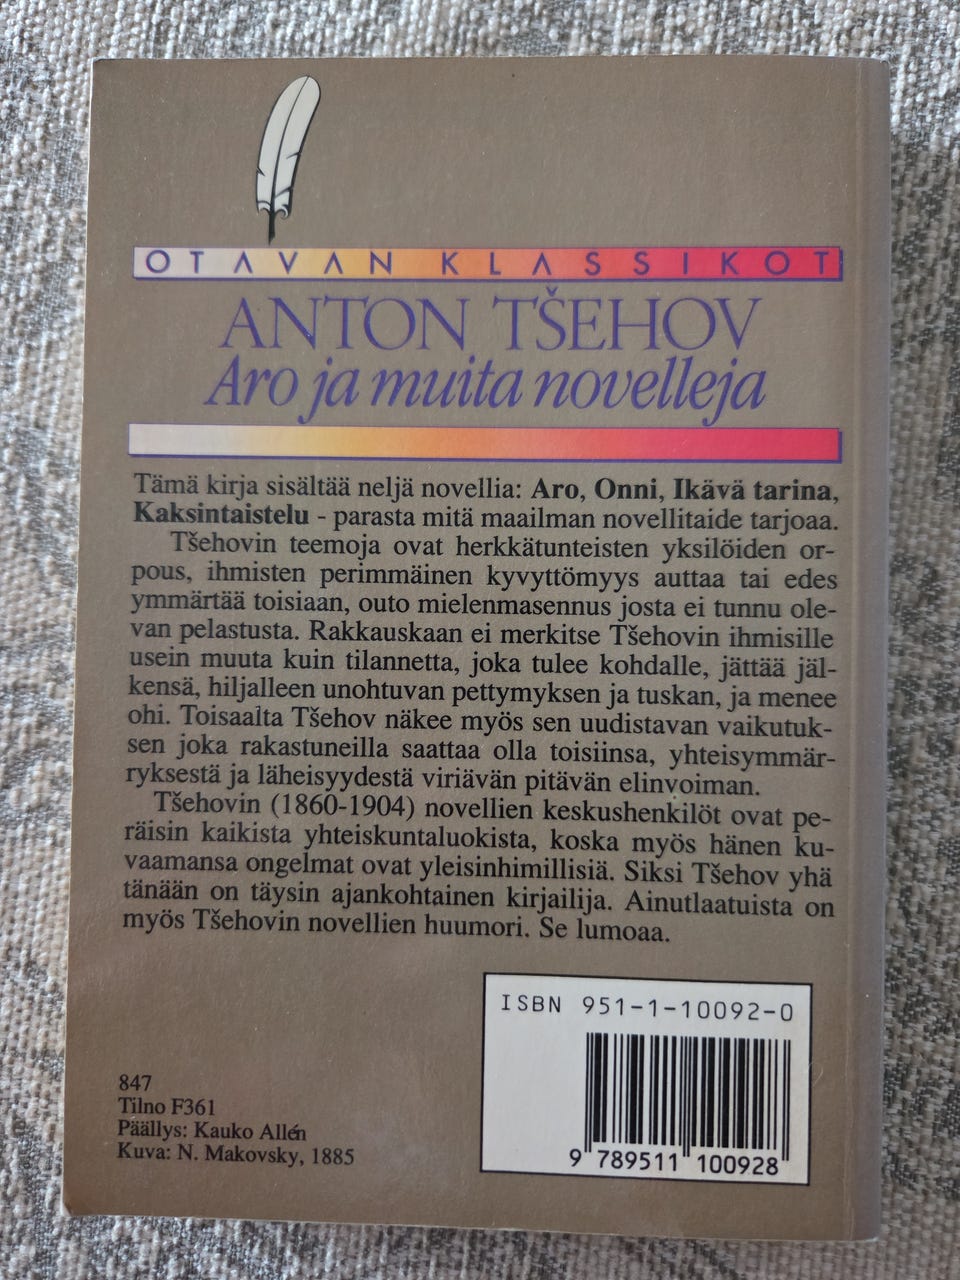 OTAVAN KLASSIKOT
ANTON TŠEHOV
Aro ja muita novelleja
Tämä kirja sisältää neljä novellia: Aro, Onni, Ikävä tarina,
Kaksintaistelu - parasta mitä maailman novellitaide tarjoaa.
Tšehovin teemoja ovat herkkätunteisten yksilöiden or-
pous, ihmisten perimmäinen kyvyttömyys auttaa tai edes
ymmärtää toisiaan, outo mielenmasennus josta ei tunnu ole-
van pelastusta. Rakkauskaan ei merkitse Tšehovin ihmisille
usein muuta kuin tilannetta, joka tulee kohdalle, jättää jäl-
kensä, hiljalleen unohtuvan pettymyksen ja tuskan, ja menee
ohi. Toisaalta Tšehov näkee myös sen uudistavan vaikutuk-
sen joka rakastuneilla saattaa olla toisiinsa, yhteisymmär-
ryksestä ja läheisyydestä viriävän pitävän elinvoiman.
Tšehovin (1860-1904) novellien keskushenkilöt ovat pe-
räisin kaikista yhteiskuntaluokista, koska myös hänen ku-
vaamansa ongelmat ovat yleisinhimillisiä. Siksi Tšehov yhä
tänään on täysin ajankohtainen kirjailija. Ainutlaatuista on
myös Tšehovin novellien huumori. Se lumoaa.
ISBN 951-1-10092-0
9 789511 100928
847
Tilno F361
Päällys: Kauko Allén
Kuva: N. Makovsky, 1885